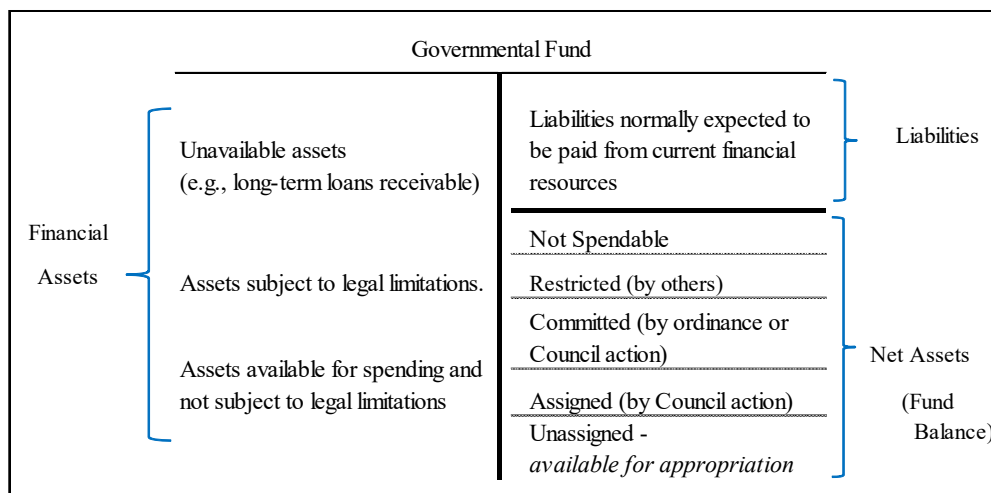 Governmental Fund
Financial
Assets
Unavailable assets
(e.g., long-term loans receivable)
Assets subject to legal limitations.
Assets available for spending and
not subject to legal limitations
Liabilities normally expected to
be paid from current financial
resources
Liabilities
Not Spendable
Restricted (by others)
Committed (by ordinance or
Council action)
Assigned (by Council action)
Unassigned -
available for appropriation
Net Assets
(Fund
Balance)